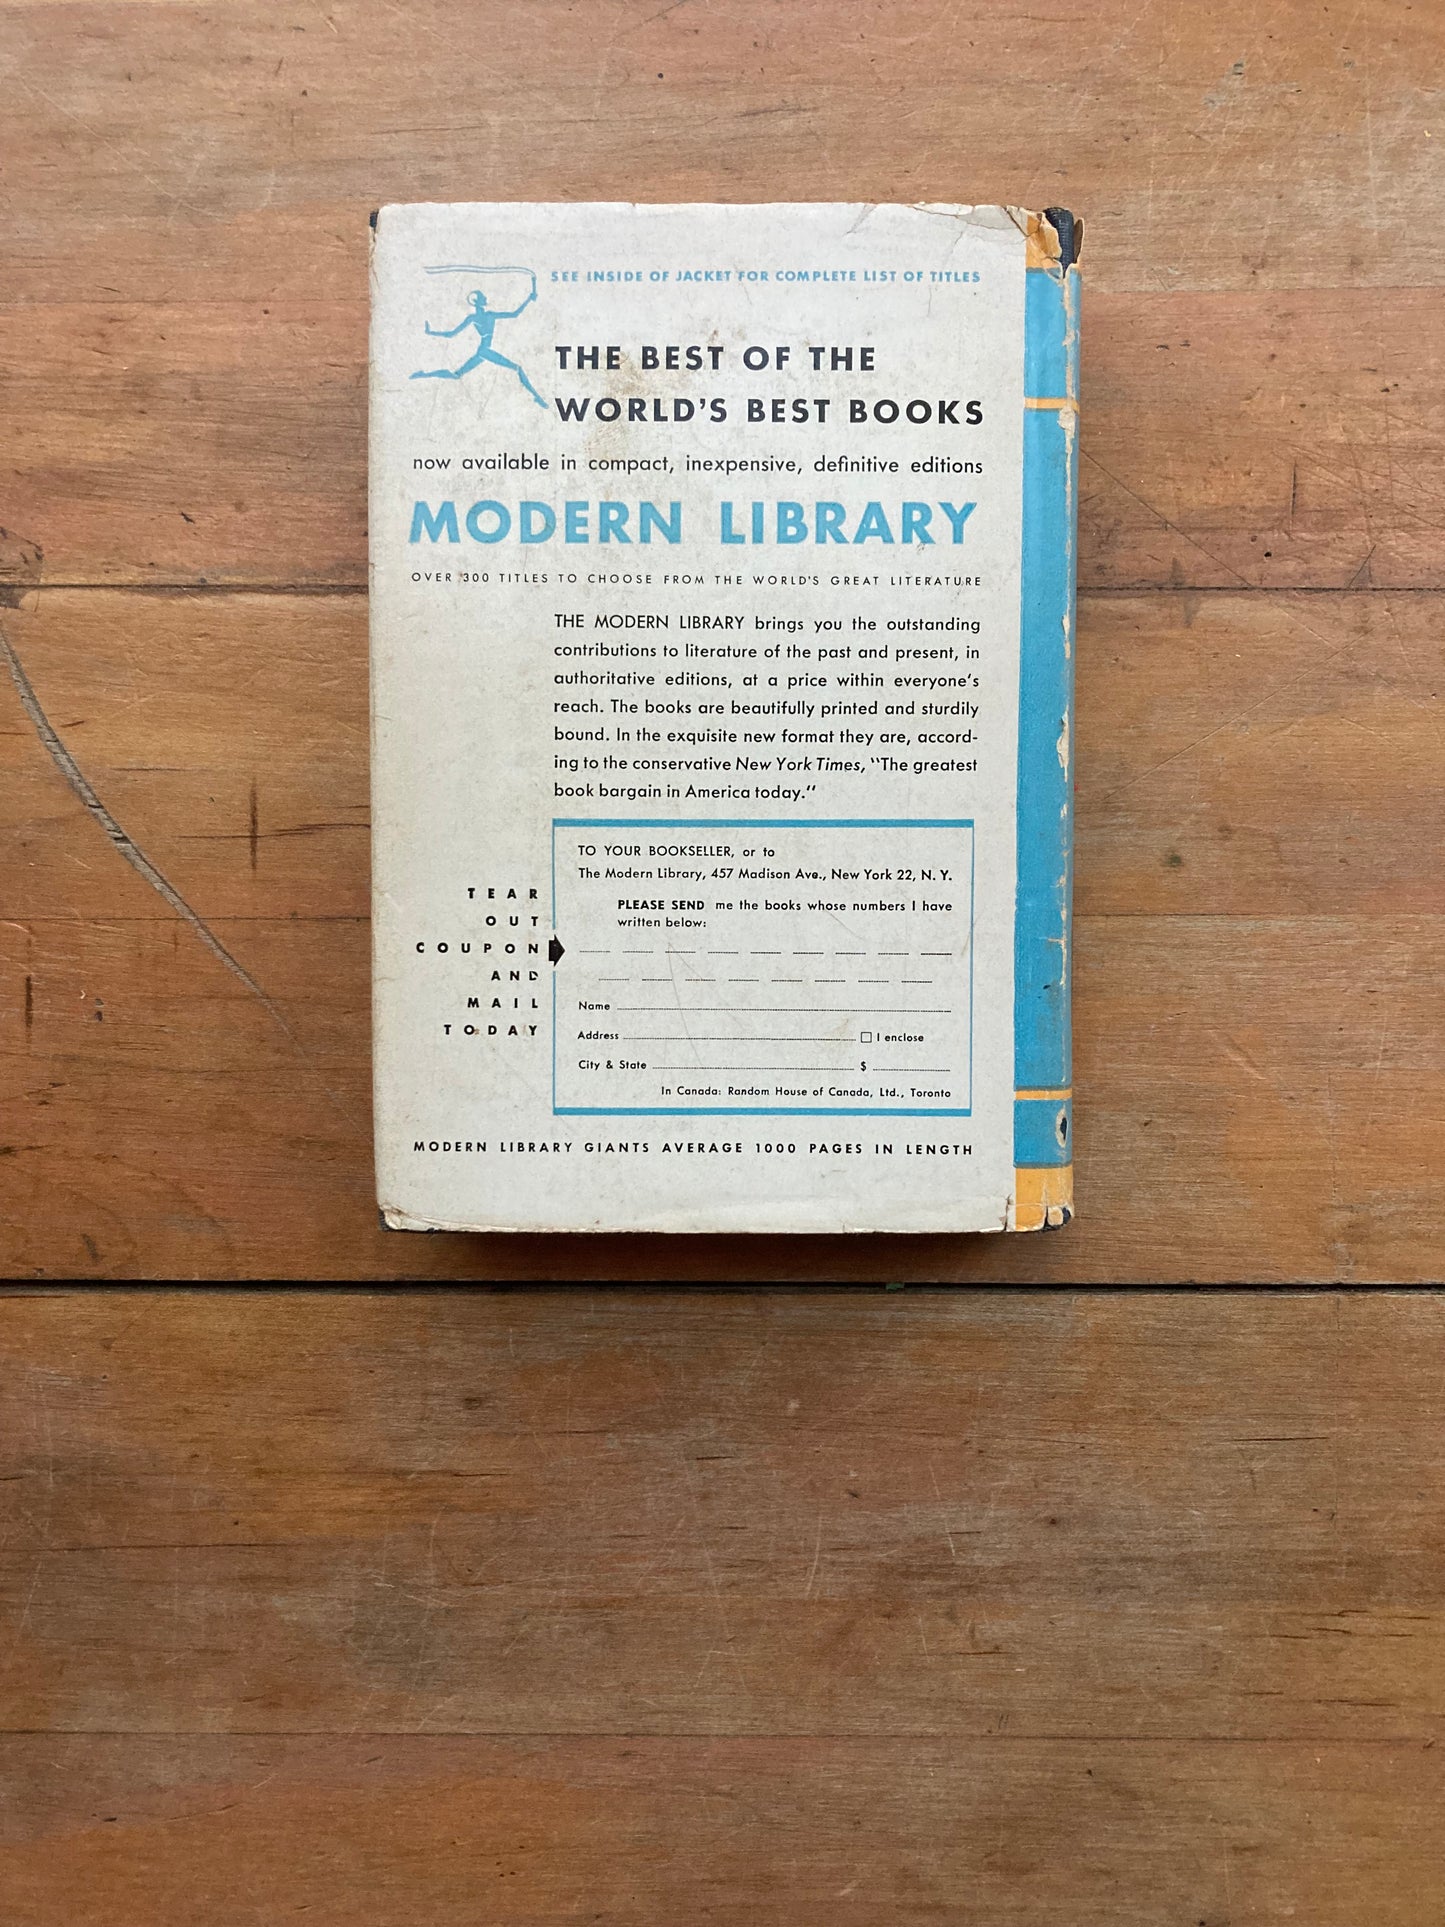 SEE INSIDE OF JACKET FOR COMPLETE LIST OF TITLES
THE BEST OF THE
WORLD'S BEST BOOKS
now available in compact, inexpensive, definitive editions
MODERN LIBRARY
OVER 300 TITLES TO CHOOSE FROM THE WORLD'S GREAT LITERATURE
THE MODERN LIBRARY brings you the outstanding
contributions to literature of the past and present, in
authoritative editions, at a price within everyone's
reach. The books are beautifully printed and sturdily
bound. In the exquisite new format they are, accord-
ing to the conservative New York Times, "The greatest
book bargain in America today."
TEAR
OUT
COUPON
AND
MAIL
TODAY
TO YOUR BOOKSELLER, or to
The Modern Library, 457 Madison Ave., New York 22, N. Y.
PLEASE SEND me the books whose numbers I have
written below:
Name
Address I enclose
City & State $
In Canada: Random House of Canada, Ltd., Toronto
MODERN LIBRARY GIANTS AVERAGE 1000 PAGES IN LENGTH